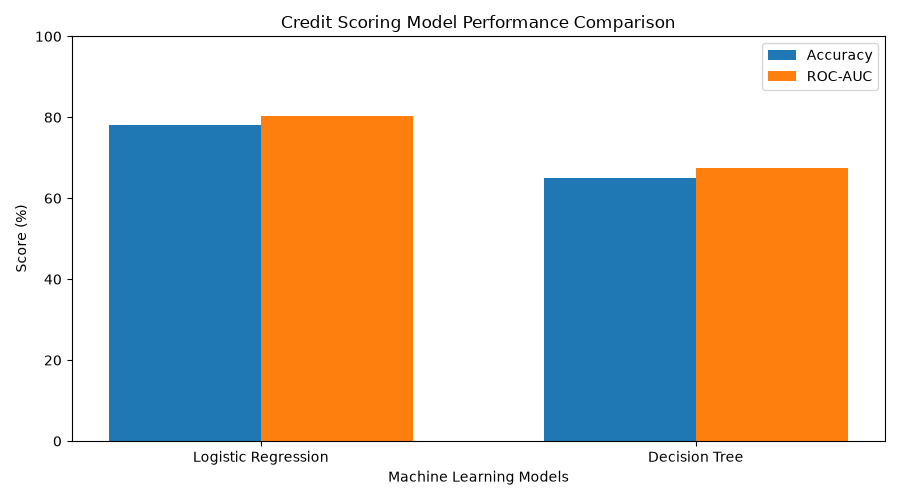 Credit Scoring Model Performance Comparison
Accuracy
ROC-AUC
100
80
60
40
20
0
Score (%)
Logistic Regression
Decision Tree
Machine Learning Models